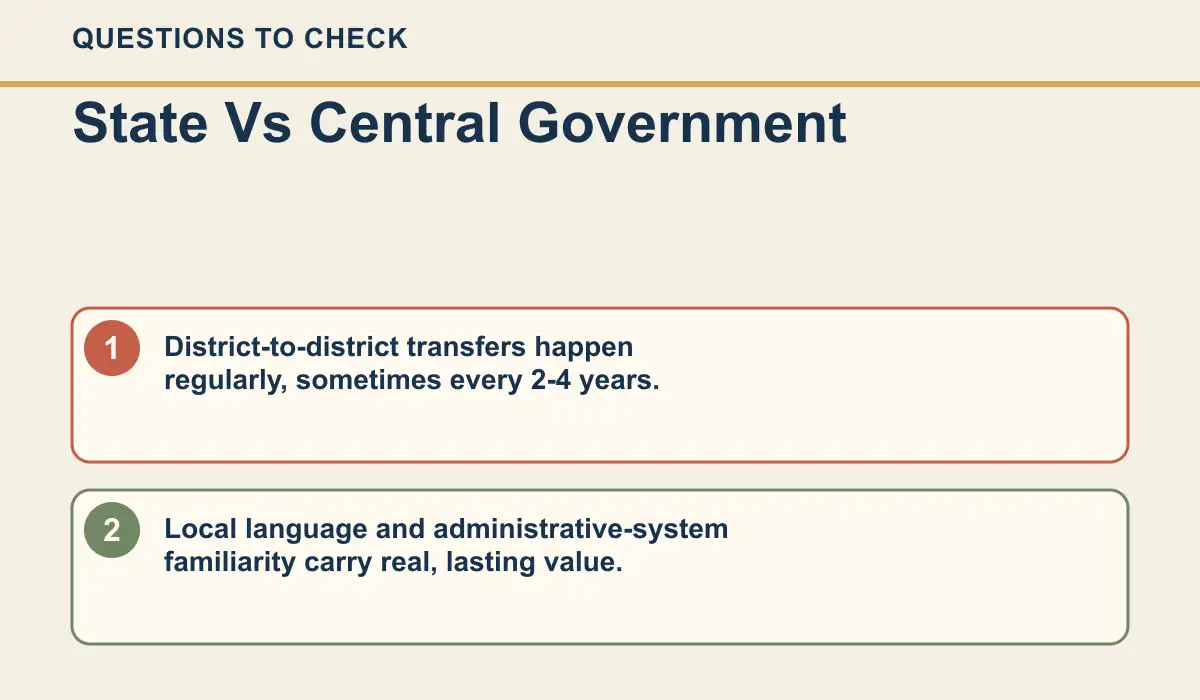 QUESTIONS TO CHECK
State Vs Central Government
1
District-to-district transfers happen
regularly, sometimes every 2-4 years.
2
Local language and administrative-system
familiarity carry real, lasting value.